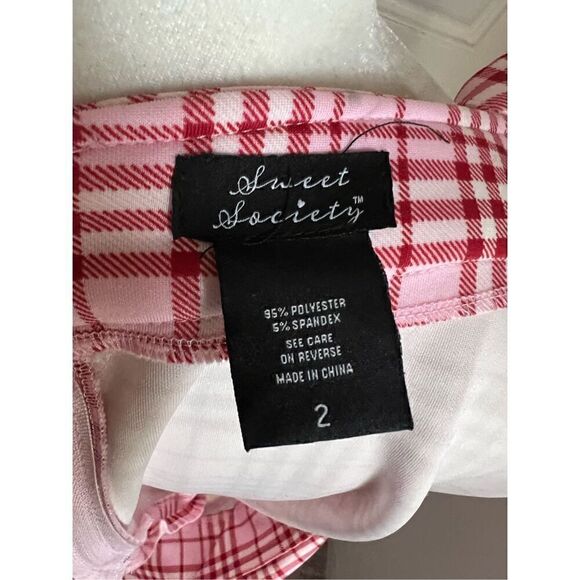 Sweet
Society™
95% POLYESTER
5% SPANDEX
SEE CARE
ON REVERSE
MADE IN CHINA
2